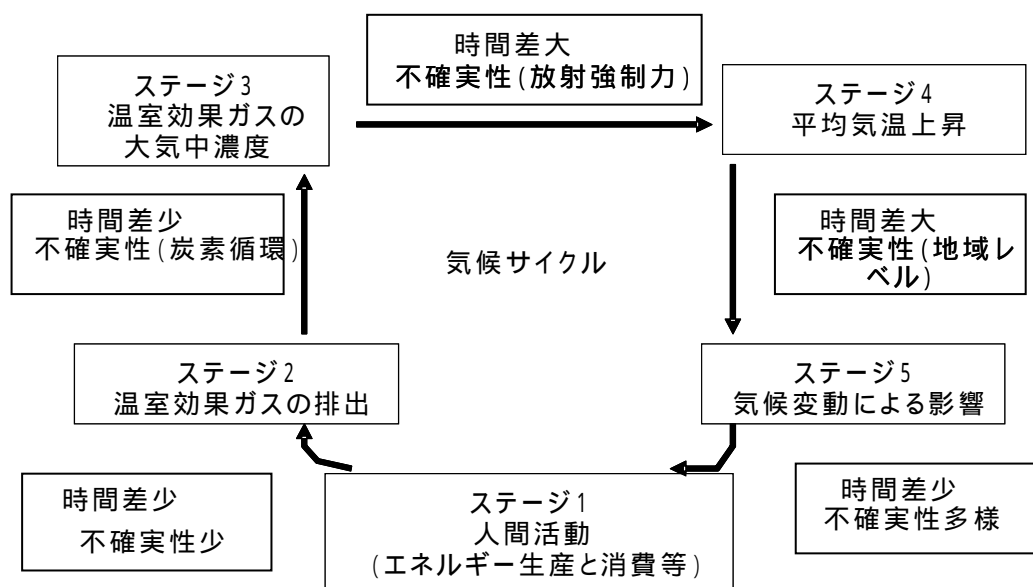 時間差大
不確実性(放射強制力)
ステージ3
温室効果ガスの
大気中濃度
ステージ4
平均気温上昇
時間差少
不確実性(炭素循環)
気候サイクル
時間差大
不確実性(地域レ
ベル)
ステージ2
温室効果ガスの排出
ステージ5
気候変動による影響
時間差少
不確実性少
ステージ1
人間活動
(エネルギー生産と消費等)
時間差少
不確実性多様